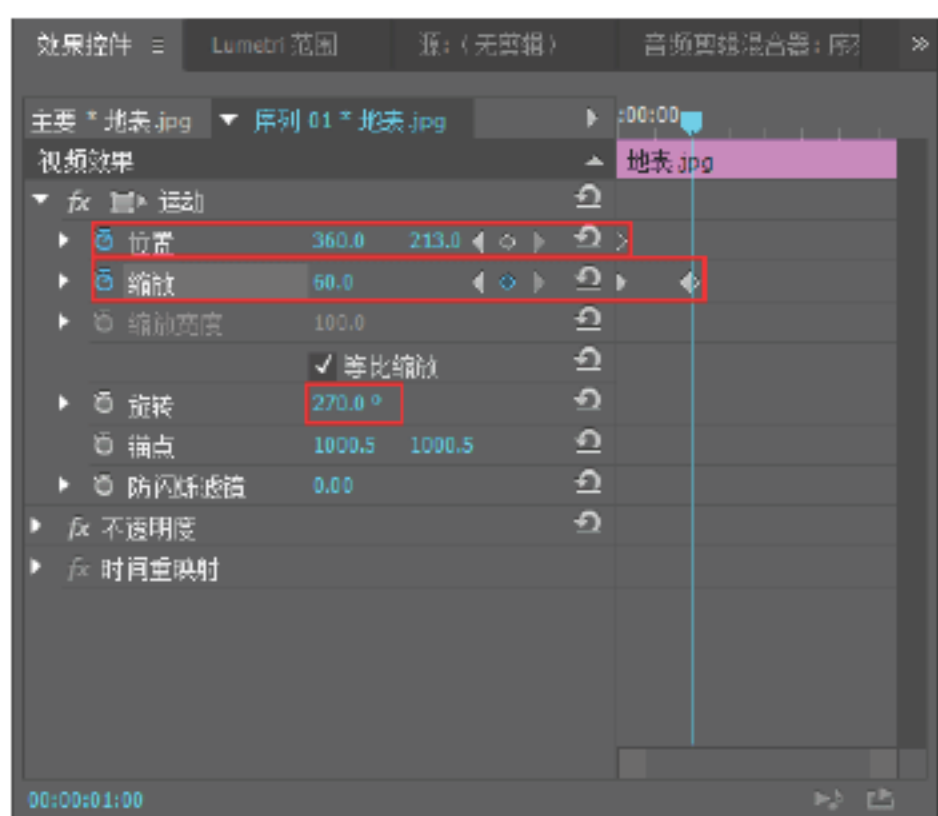 效果控件 ≡ Lumetri 范围 源:（无剪辑） 音频剪辑混合器: 序 »
主要 * 地表.jpg 序列 01 * 地表.jpg :00:00
视频效果 地表.jpg
fx 运动
位置 360.0 213.0
缩放 60.0
缩放宽度 100.0
✓ 等比缩放
旋转 270.0 °
锚点 1000.5 1000.5
防闪烁滤镜 0.00
fx 不透明度
fx 时间重映射
00:00:01:00